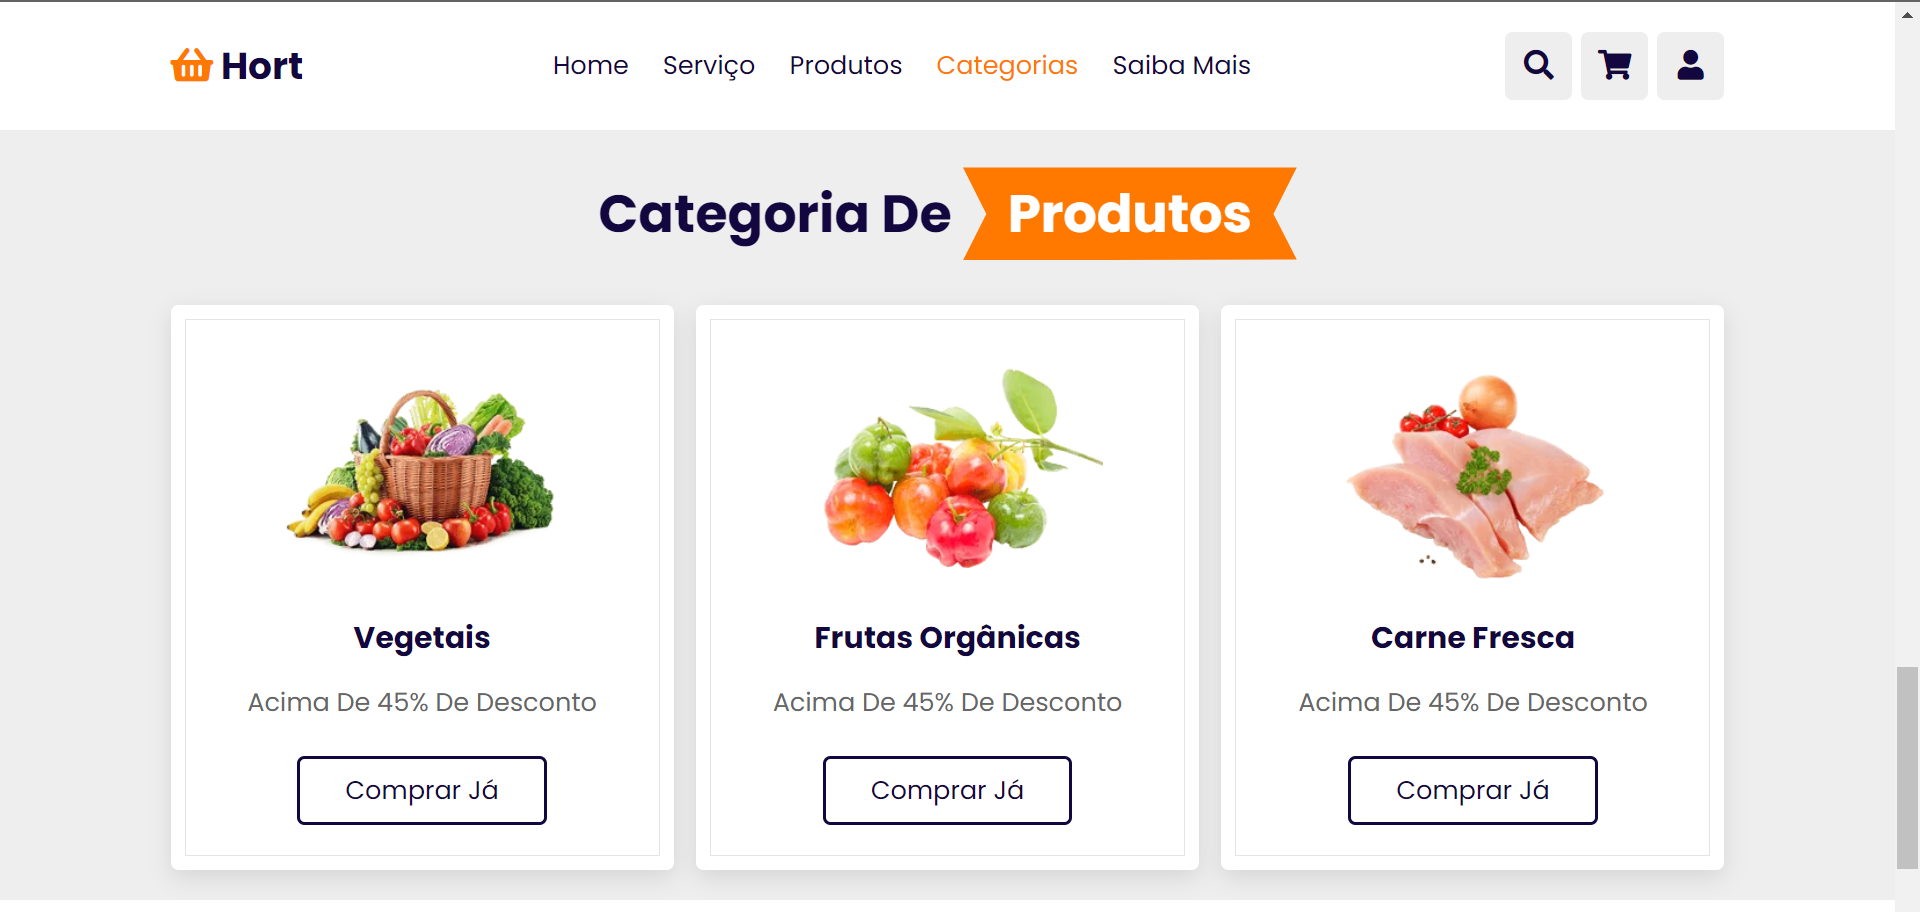 Hort
Home Serviço Produtos Categorias Saiba Mais
Categoria De Produtos
Vegetais
Acima De 45% De Desconto
Comprar Já
Frutas Orgânicas
Acima De 45% De Desconto
Comprar Já
Carne Fresca
Acima De 45% De Desconto
Comprar Já